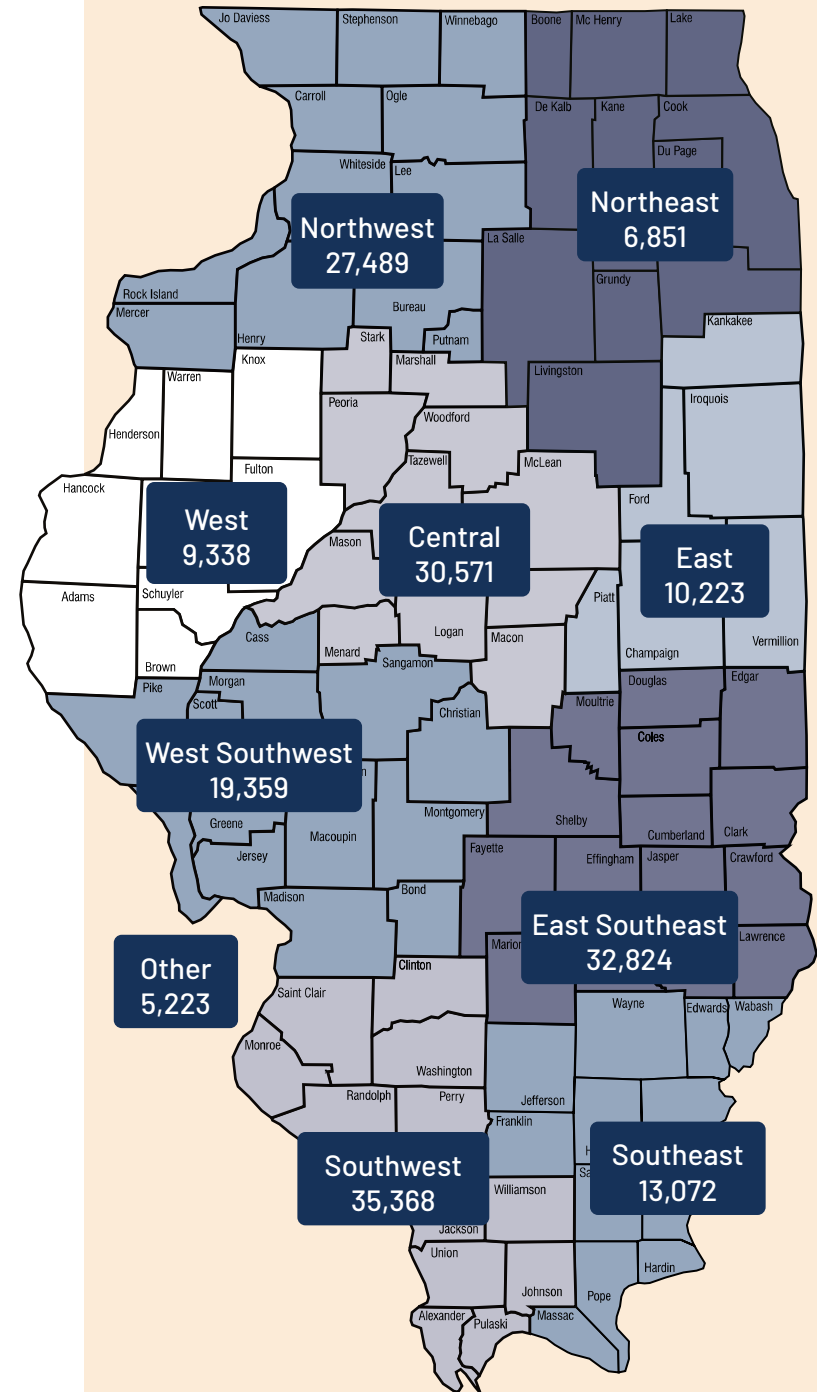 Jo Daviess
Stephenson
Winnebago
Boone
Mc Henry
Lake
Carroll
Ogle
De Kalb
Kane
Cook
Du Page
Whiteside
Lee
Northwest
27,489
Northeast
6,851
La Salle
Rock Island
Mercer
Henry
Bureau
Putnam
Grundy
Kankakee
Stark
Marshall
Knox
Warren
Henderson
Peoria
Woodford
Livingston
Iroquois
Hancock
Fulton
Tazewell
McLean
Ford
West
9,338
Central
30,571
East
10,223
Mason
Adams
Schuyler
Brown
Cass
Menard
Logan
Macon
Piatt
Champaign
Vermillion
Pike
Morgan
Scott
Sangamon
Christian
Moultrie
Douglas
Edgar
Coles
West Southwest
19,359
n
Greene
Jersey
Macoupin
Montgomery
Shelby
Cumberland
Clark
Fayette
Effingham
Jasper
Crawford
Madison
Bond
Marion
East Southeast
32,824
Lawrence
Other
5,223
Clinton
Saint Clair
Monroe
Washington
Wayne
Edwards
Wabash
Randolph
Perry
Jefferson
Franklin
H
Sa
Southwest
35,368
Southeast
13,072
Williamson
Jackson
Union
Johnson
Hardin
Pope
Alexander
Pulaski
Massac